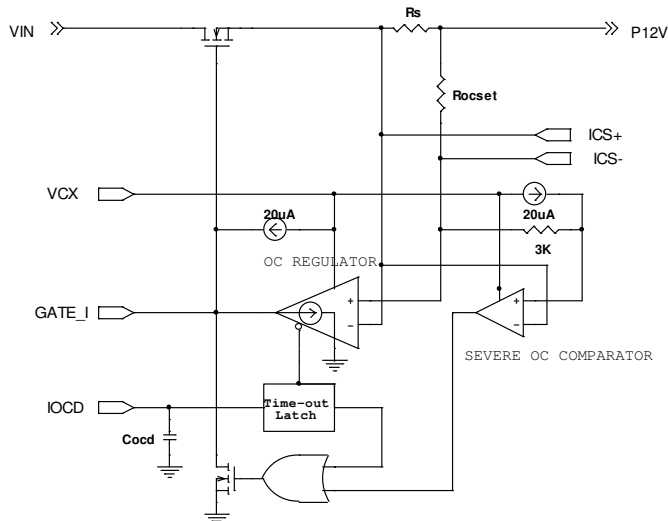 Rs
VIN
P12V
Rocset
ICS+
ICS-
VCX
20uA
20uA
3K
OC REGULATOR
+
-
+
-
GATE_I
SEVERE OC COMPARATOR
IOCD
Time-out
Latch
Cocd